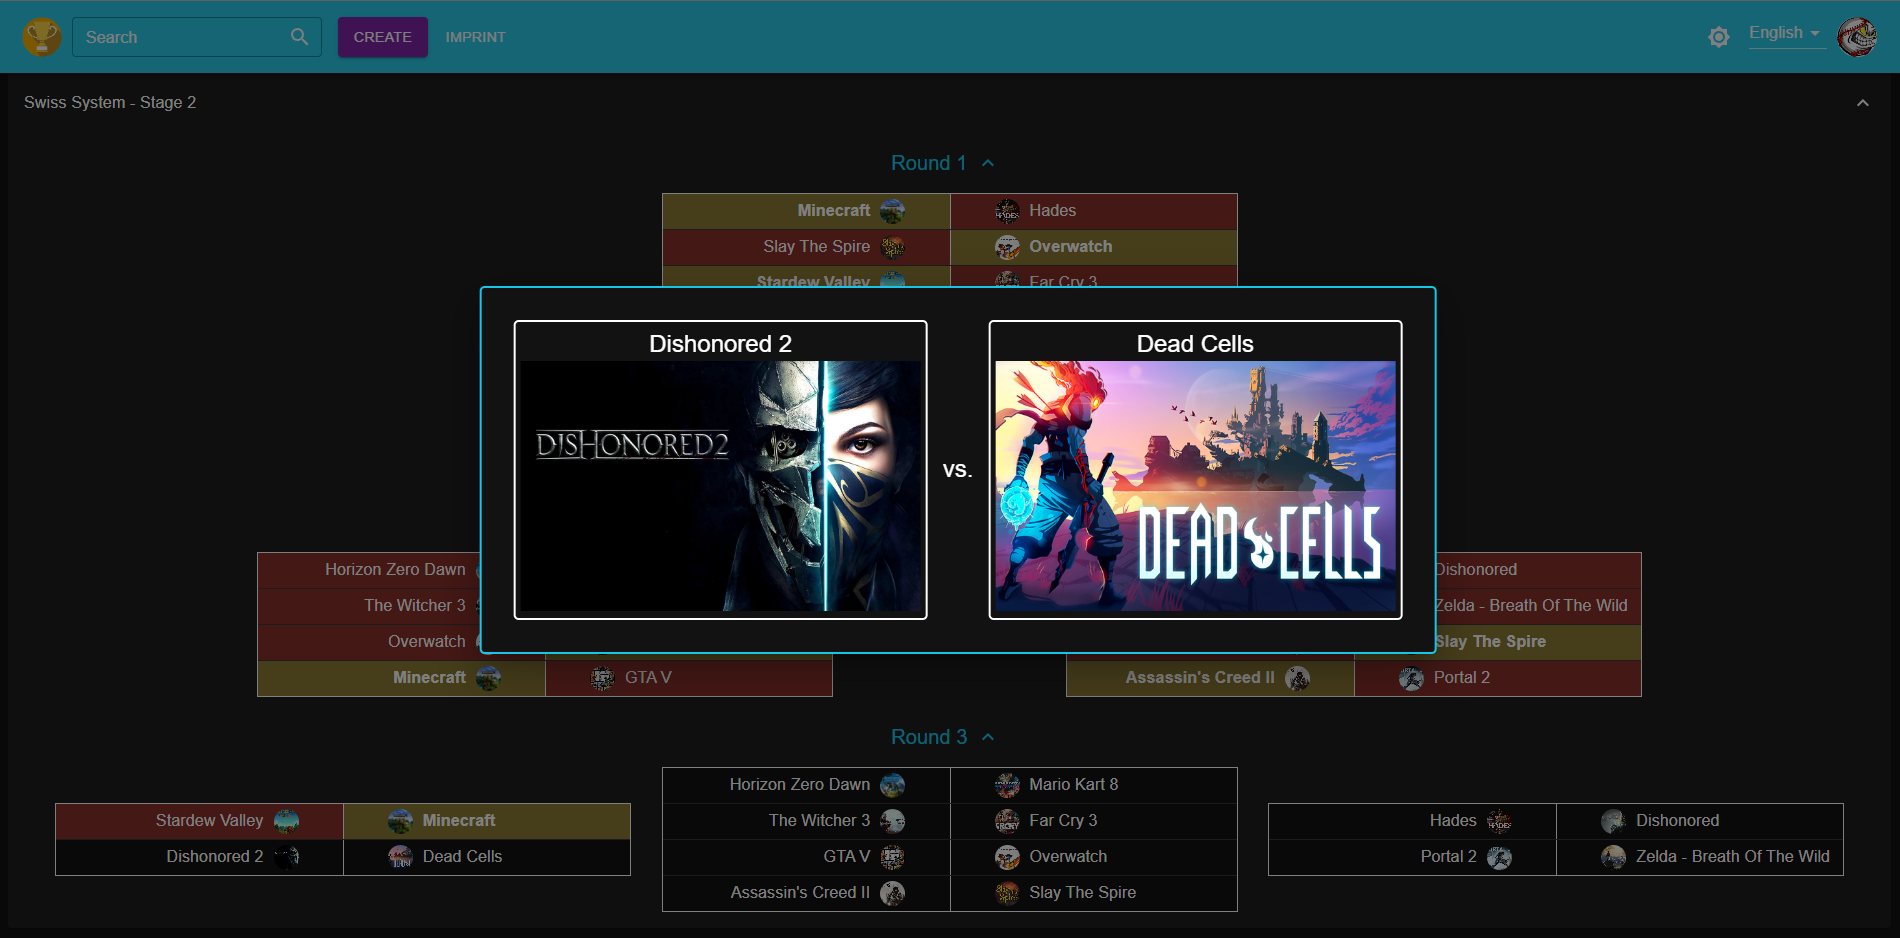 Search
CREATE
IMPRINT
English
Swiss System - Stage 2
Round 1
Minecraft
Hades
Slay The Spire
Overwatch
Stardew Valley
Far Cry 3
Dishonored 2
Dead Cells
DISHONORED2
vs.
DEAD CELLS
Horizon Zero Dawn
Dishonored
The Witcher 3
Zelda - Breath Of The Wild
Overwatch
Slay The Spire
Minecraft
GTA V
Assassin's Creed II
Portal 2
Round 3
Stardew Valley
Minecraft
Dishonored 2
Dead Cells
Horizon Zero Dawn
Mario Kart 8
The Witcher 3
Far Cry 3
GTA V
Overwatch
Assassin's Creed II
Slay The Spire
Hades
Dishonored
Portal 2
Zelda - Breath Of The Wild